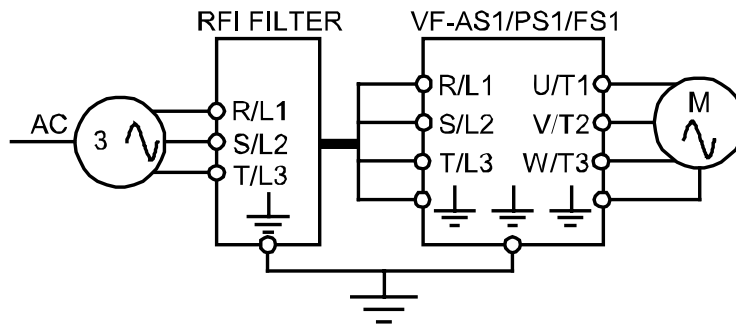 RFI FILTER
VF-AS1/PS1/FS1
AC
3
R/L1
S/L2
T/L3
R/L1
S/L2
T/L3
U/T1
V/T2
W/T3
M